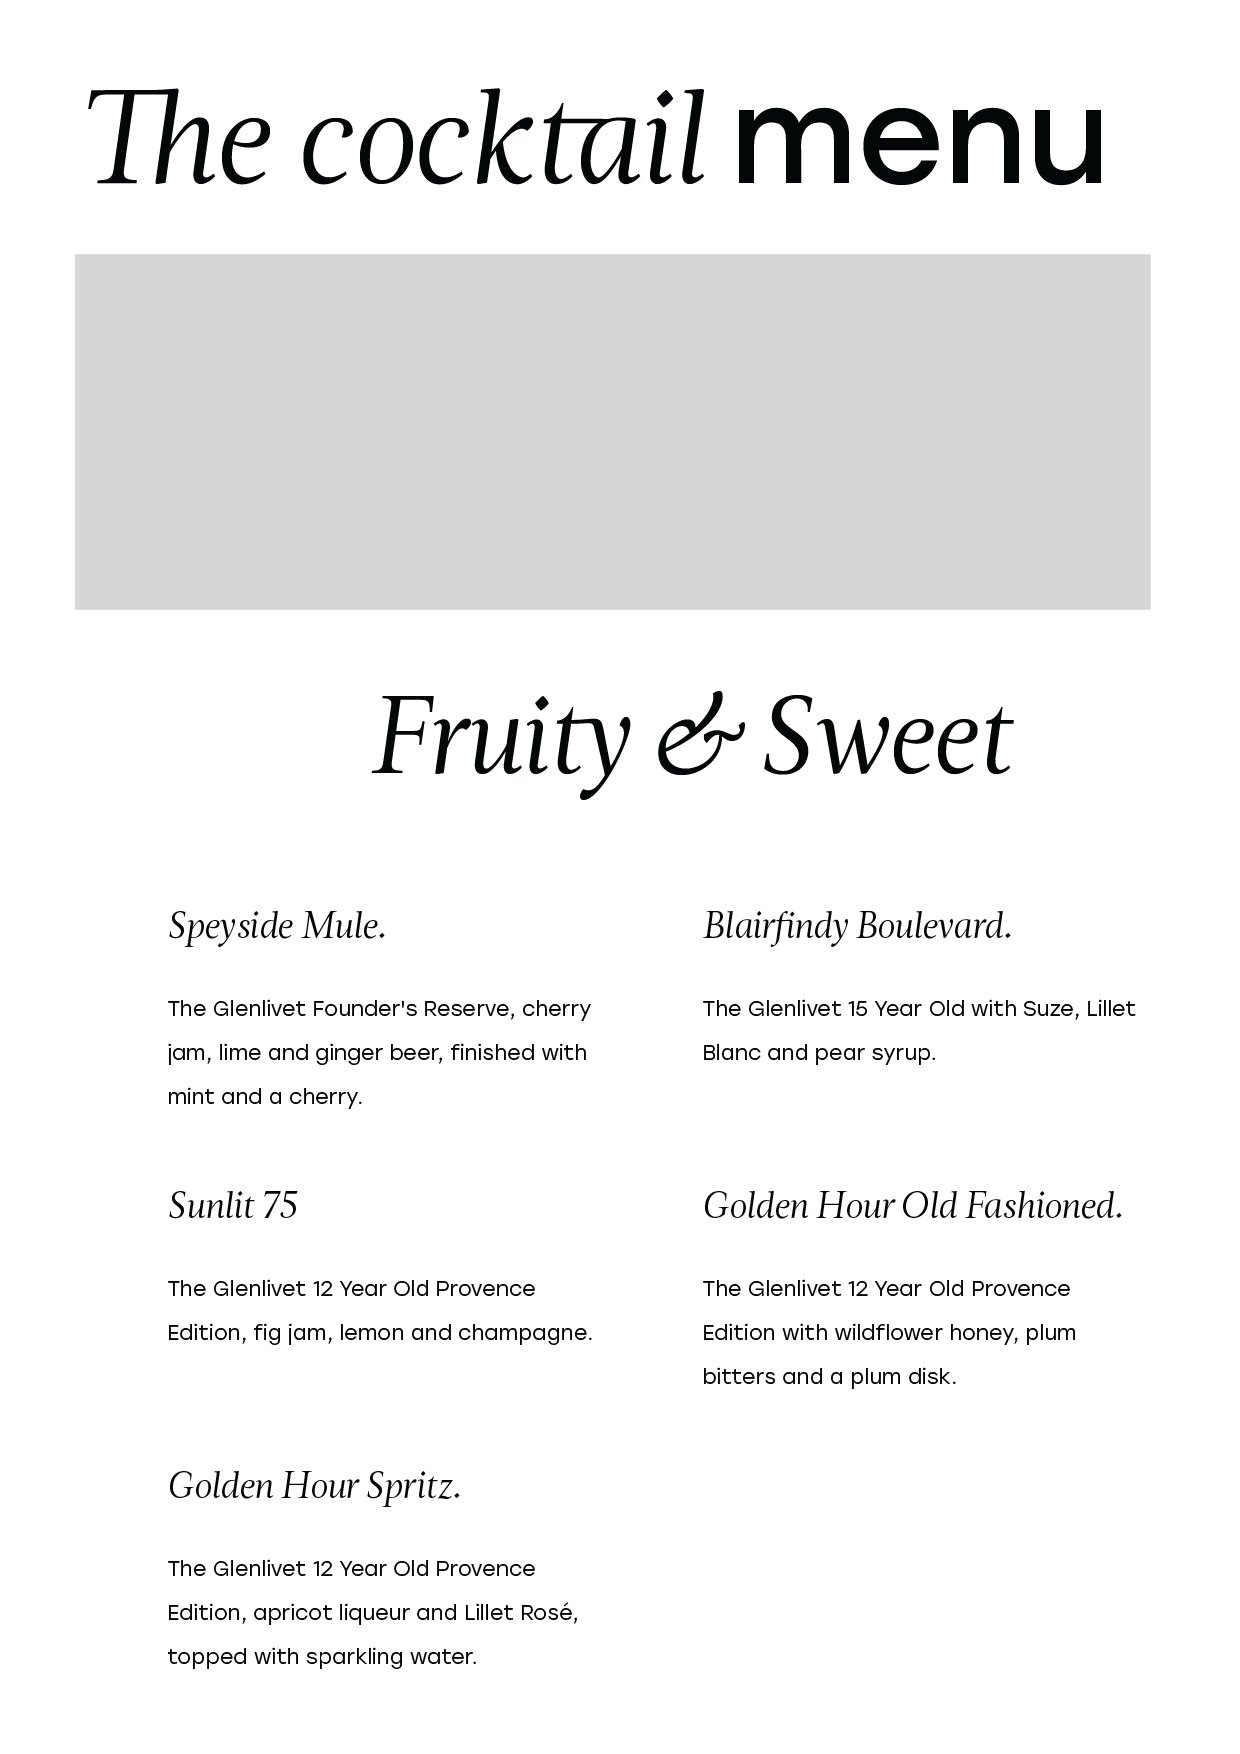 The cocktail menu
Fruity & Sweet
Speyside Mule.
The Glenlivet Founder's Reserve, cherry
jam, lime and ginger beer, finished with
mint and a cherry.
Blairfindy Boulevard.
The Glenlivet 15 Year Old with Suze, Lillet
Blanc and pear syrup.
Sunlit 75
The Glenlivet 12 Year Old Provence
Edition, fig jam, lemon and champagne.
Golden Hour Old Fashioned.
The Glenlivet 12 Year Old Provence
Edition with wildflower honey, plum
bitters and a plum disk.
Golden Hour Spritz.
The Glenlivet 12 Year Old Provence
Edition, apricot liqueur and Lillet Rosé,
topped with sparkling water.